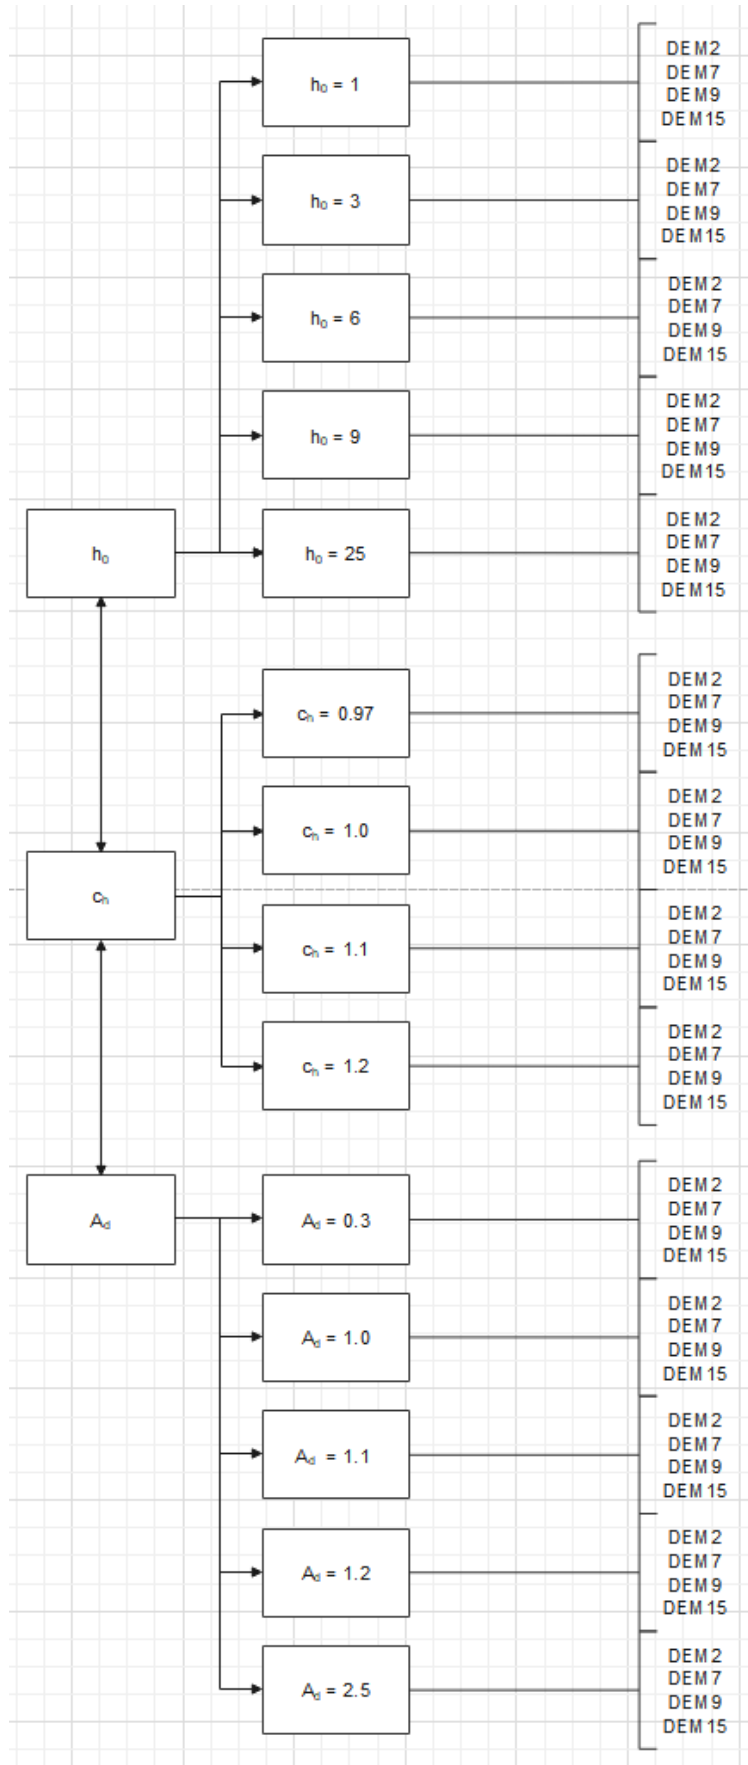 h₀ = 1
DEM2
DEM7
DEM9
DEM15
h₀ = 3
DEM2
DEM7
DEM9
DEM15
h₀ = 6
DEM2
DEM7
DEM9
DEM15
h₀ = 9
DEM2
DEM7
DEM9
DEM15
h₀
h₀ = 25
DEM2
DEM7
DEM9
DEM15
cₕ = 0.97
DEM2
DEM7
DEM9
DEM15
cₕ = 1.0
DEM2
DEM7
DEM9
DEM15
cₕ
cₕ = 1.1
DEM2
DEM7
DEM9
DEM15
cₕ = 1.2
DEM2
DEM7
DEM9
DEM15
A_d
A_d = 0.3
DEM2
DEM7
DEM9
DEM15
A_d = 1.0
DEM2
DEM7
DEM9
DEM15
A_d = 1.1
DEM2
DEM7
DEM9
DEM15
A_d = 1.2
DEM2
DEM7
DEM9
DEM15
A_d = 2.5
DEM2
DEM7
DEM9
DEM15